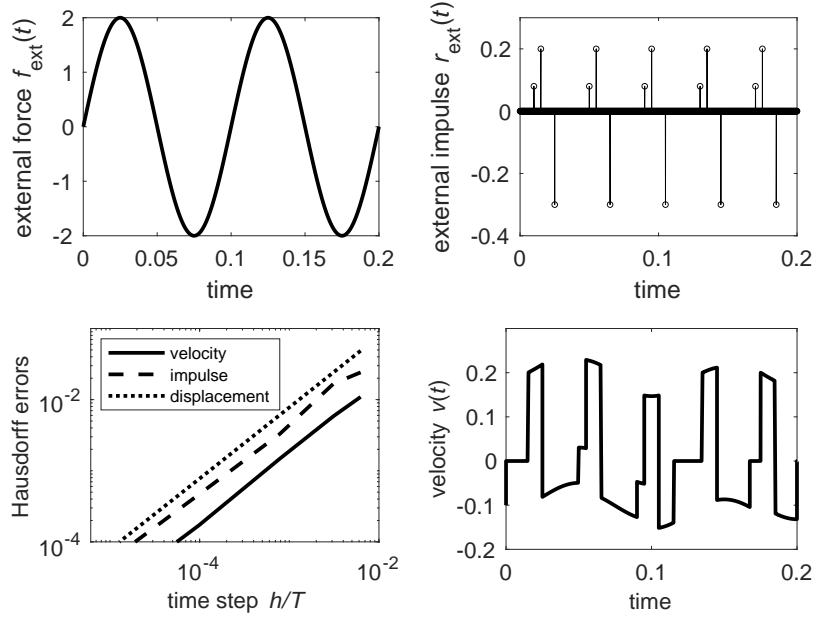 external force f_ext(t)
2
1
0
-1
-2
0
0.05
0.1
0.15
0.2
time
external impulse r_ext(t)
0.2
0
-0.2
-0.4
0
0.1
0.2
time
Hausdorff errors
10^-2
10^-4
velocity
impulse
displacement
10^-4
10^-2
time step h/T
velocity v(t)
0.2
0.1
0
-0.1
-0.2
0
0.1
0.2
time